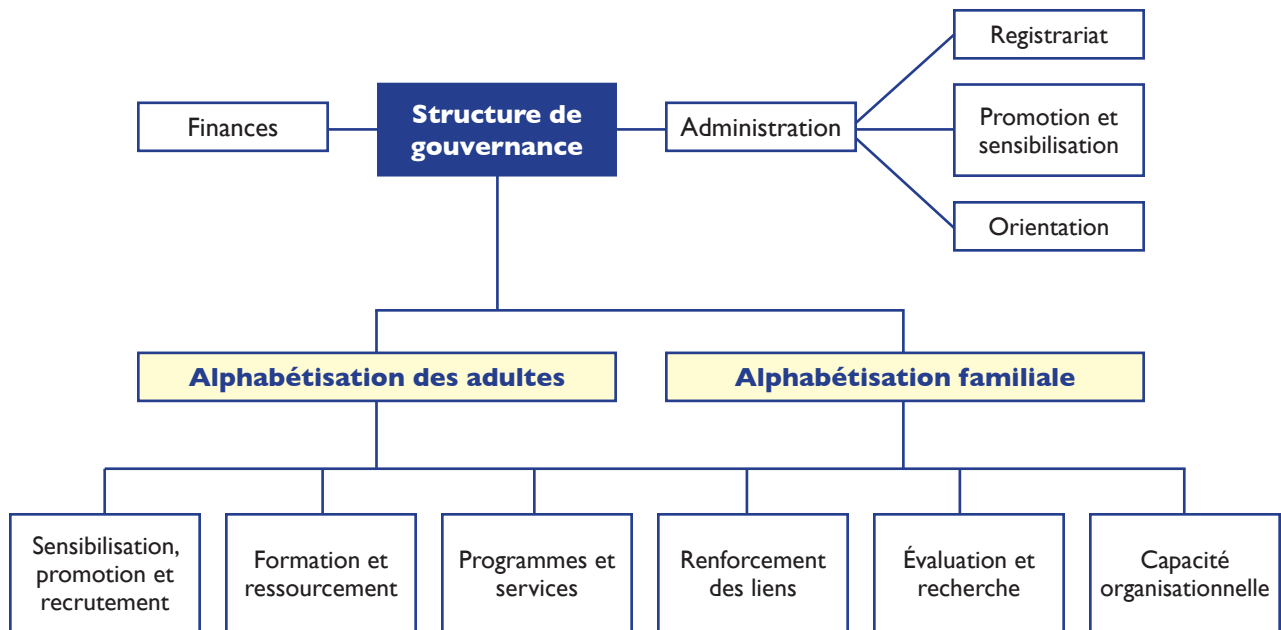 Registrariat
Finances
Structure de
gouvernance
Administration
Promotion et
sensibilisation
Orientation
Alphabétisation des adultes
Alphabétisation familiale
Sensibilisation,
promotion et
recrutement
Formation et
ressourcement
Programmes et
services
Renforcement
des liens
Évaluation et
recherche
Capacité
organisationnelle